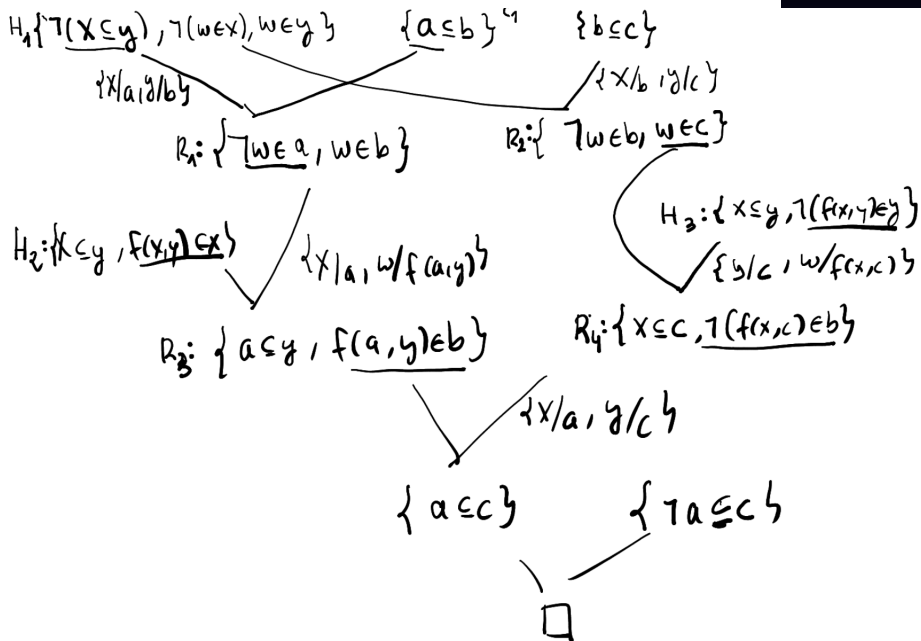 H₁{¬(x⊆y), ¬(w∈x), w∈y} {a⊆b} {b⊆c}
{x/a, y/b} {x/b, y/c}
R₁: {¬w∈a, w∈b} R₂: {¬w∈b, w∈c}
H₃: {x⊆y, ¬(f(x,y)∈y}
H₂: {x⊆y, f(x,y)∈x} {x/a, w/f(a,y)} {y/c, w/f(x,c)}
R₃: {a⊆y, f(a,y)∈b} R₄: {x⊆c, ¬(f(x,c)∈b}
{x/a, y/c}
{a⊆c} {¬a⊆c}
□